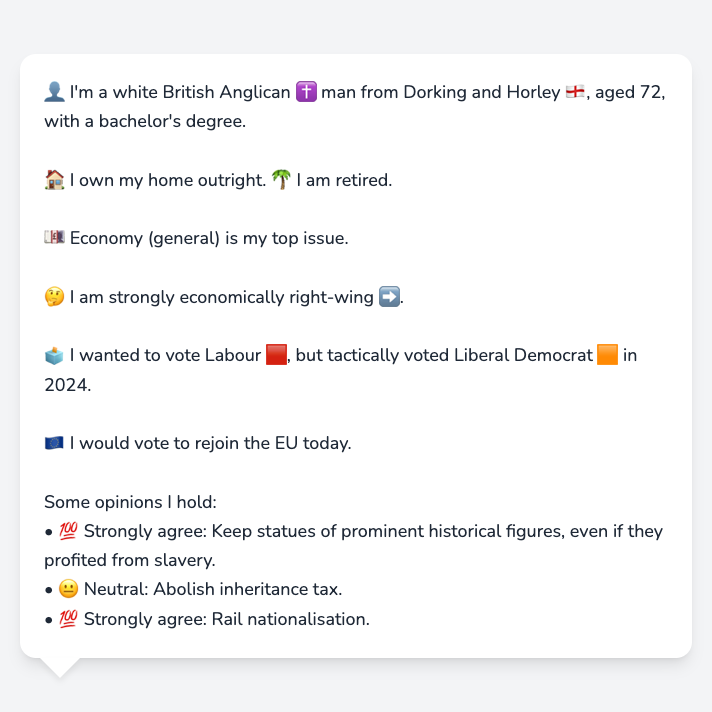 👤 I'm a white British Anglican ✝️ man from Dorking and Horley 🏴󠁧󠁢󠁥󠁮󠁧󠁿, aged 72,
with a bachelor's degree.
🏠 I own my home outright. 🌴 I am retired.
💷 Economy (general) is my top issue.
🤔 I am strongly economically right-wing ➡️.
🗳️ I wanted to vote Labour 🟥, but tactically voted Liberal Democrat 🟧 in
2024.
🇪🇺 I would vote to rejoin the EU today.
Some opinions I hold:
• 💯 Strongly agree: Keep statues of prominent historical figures, even if they
profited from slavery.
• 😐 Neutral: Abolish inheritance tax.
• 💯 Strongly agree: Rail nationalisation.